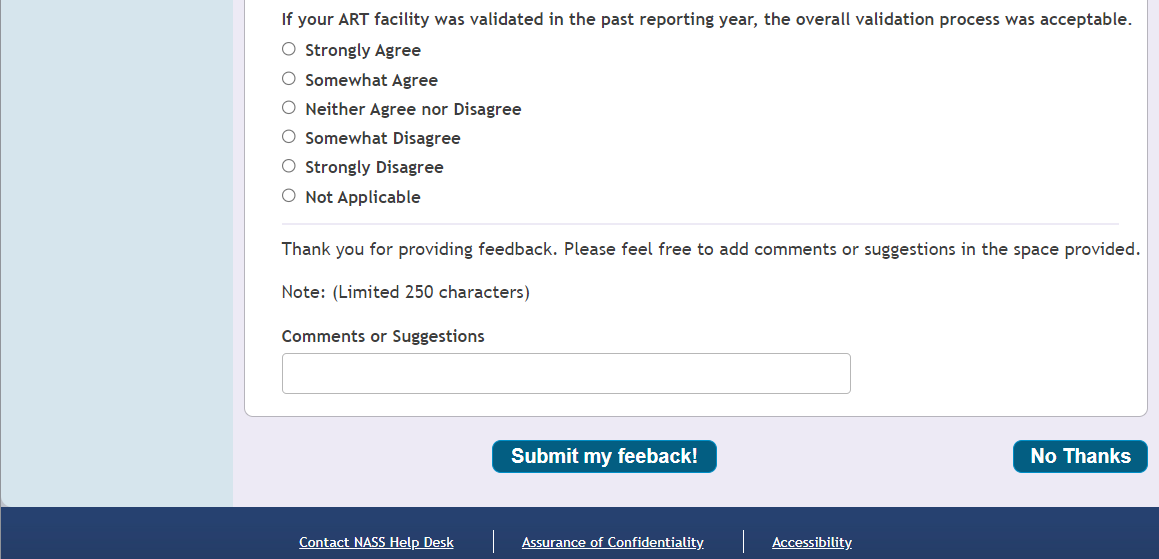 If your ART facility was validated in the past reporting year, the overall validation process was acceptable.
Strongly Agree
Somewhat Agree
Neither Agree nor Disagree
Somewhat Disagree
Strongly Disagree
Not Applicable
Thank you for providing feedback. Please feel free to add comments or suggestions in the space provided.
Note: (Limited 250 characters)
Comments or Suggestions
Submit my feeback! No Thanks
Contact NASS Help Desk Assurance of Confidentiality Accessibility